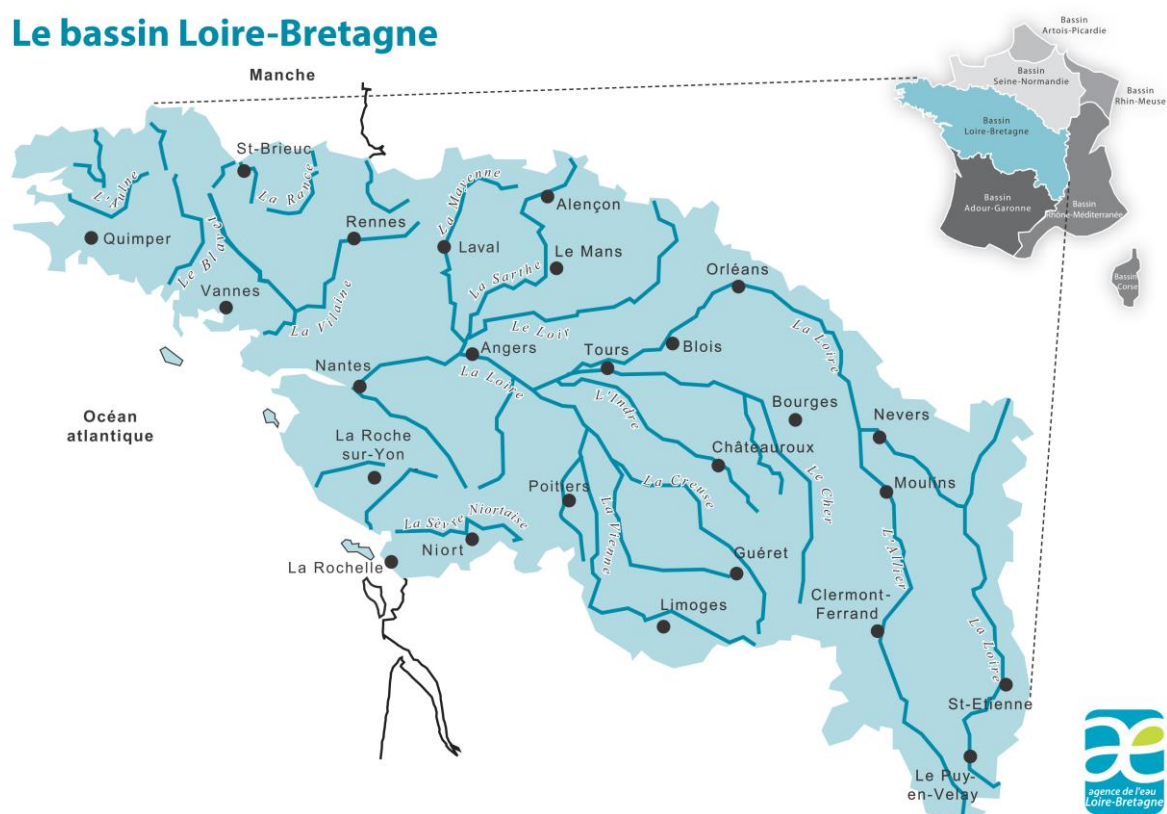 Le bassin Loire-Bretagne
Manche
Bassin
Artois-Picardie
Bassin
Seine-Normandie
Bassin
Rhin-Meuse
Bassin
Loire-Bretagne
Bassin
Adour-Garonne
Bassin
Rhône-Méditerranée
Bassin
Corse
St-Brieuc
L'Aulne
La Rance
La Mayenne
Alençon
Quimper
Rennes
Laval
Le Mans
Le Blavet
La Sarthe
Orléans
Vannes
La Vilaine
Le Loir
La Loire
Nantes
Angers
Tours
Blois
La Loire
L'Indre
Bourges
Nevers
Océan
atlantique
La Roche
sur-Yon
Châteauroux
Poitiers
La Creuse
Le Cher
Moulins
La Sèvre Niortaise
Niort
La Vienne
L'Allier
La Rochelle
Guéret
Limoges
Clermont-
Ferrand
La Loire
St-Etienne
Le Puy-
en-Velay
agence de l'eau
Loire-Bretagne